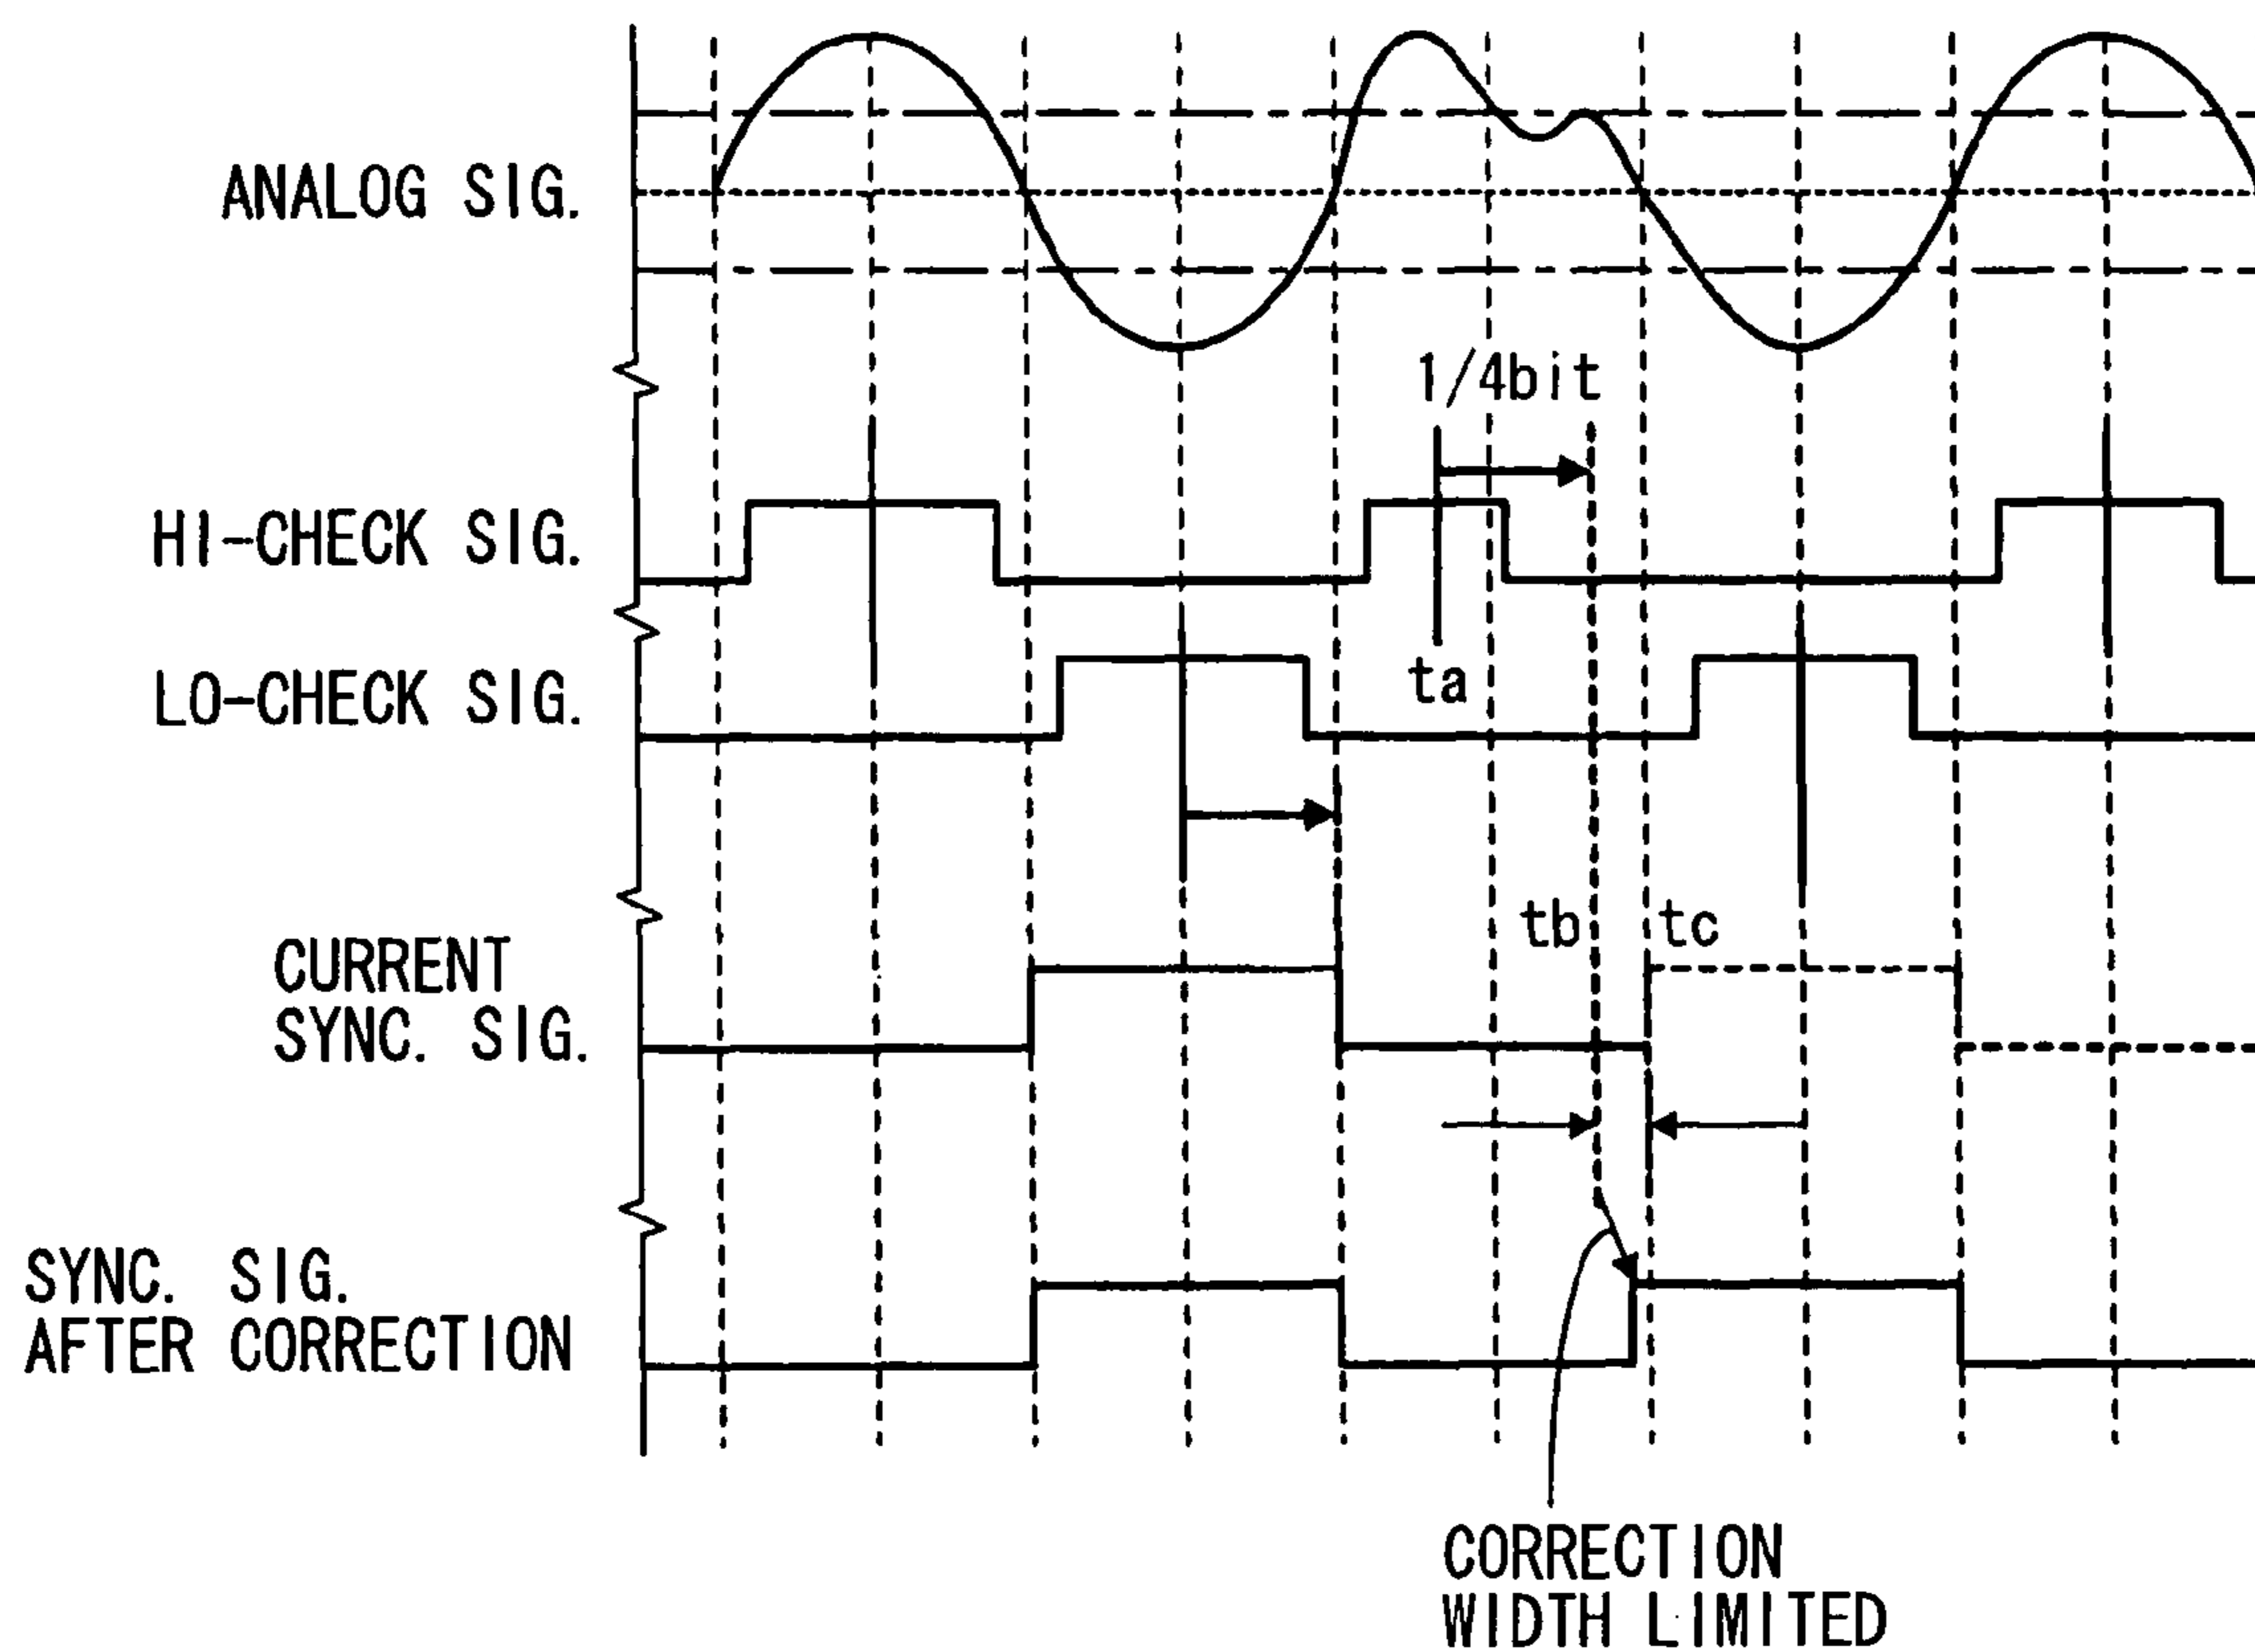 ANALOG SIG.
1/4bit
HI-CHECK SIG.
ta
LO-CHECK SIG.
tb
tc
CURRENT
SYNC. SIG.
SYNC. SIG.
AFTER CORRECTION
CORRECTION
WIDTH LIMITED